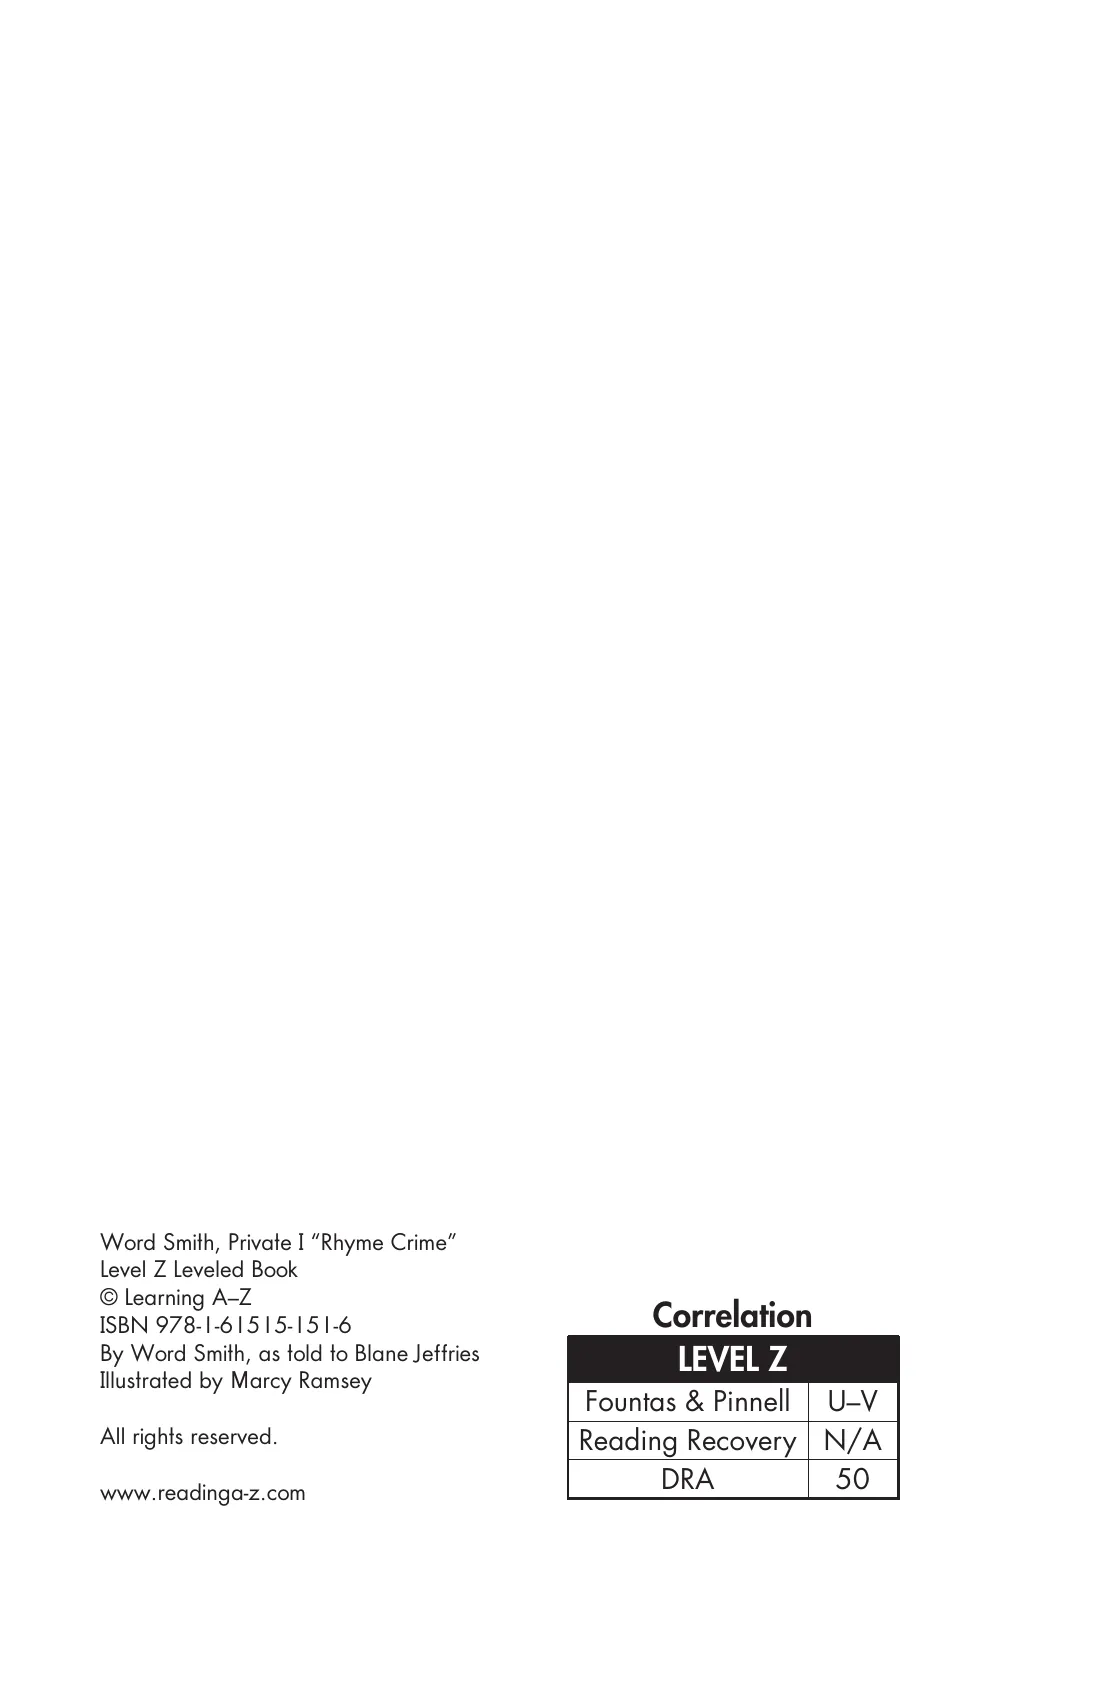 Word Smith, Private I “Rhyme Crime”
Level Z Leveled Book
© Learning A–Z
ISBN 978-1-61515-151-6
By Word Smith, as told to Blane Jeffries
Illustrated by Marcy Ramsey
All rights reserved.
www.readinga-z.com
Correlation
LEVEL Z
Fountas & Pinnell U–V
Reading Recovery N/A
DRA 50